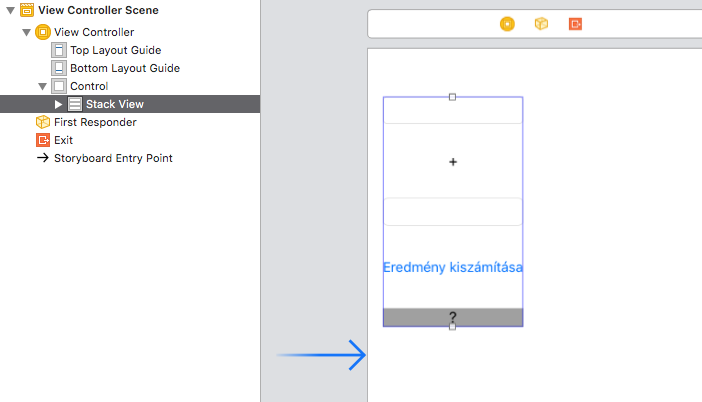 View Controller Scene
View Controller
Top Layout Guide
Bottom Layout Guide
Control
Stack View
First Responder
Exit
Storyboard Entry Point
+
Eredmény kiszámítása
?